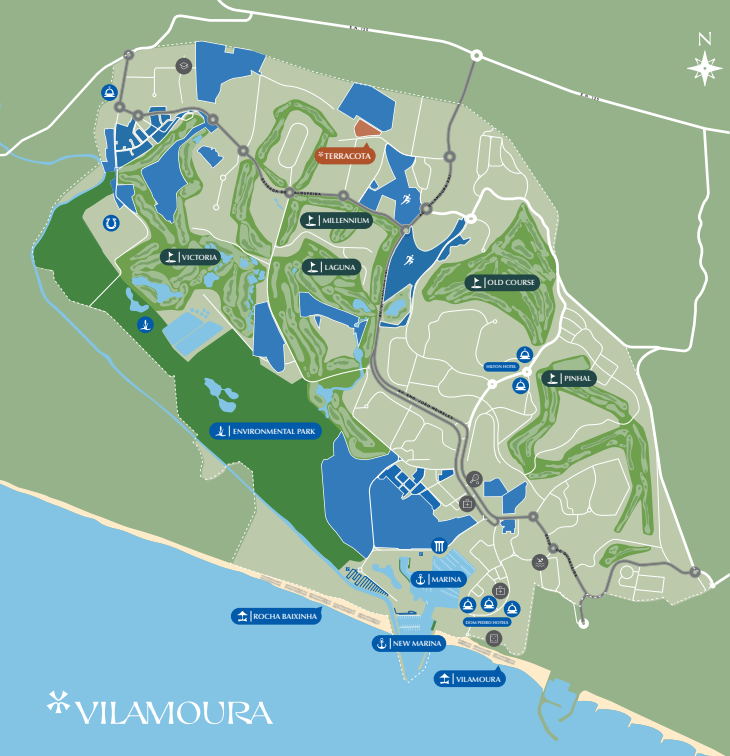 N
TERRACOTA
MILLENNIUM
VICTORIA
LAGUNA
OLD COURSE
HILTON HOTEL
PINHAL
ENVIRONMENTAL PARK
MARINA
ROCHA BAIXINHA
DOM PEDRO HOTELS
NEW MARINA
VILAMOURA
VILAMOURA